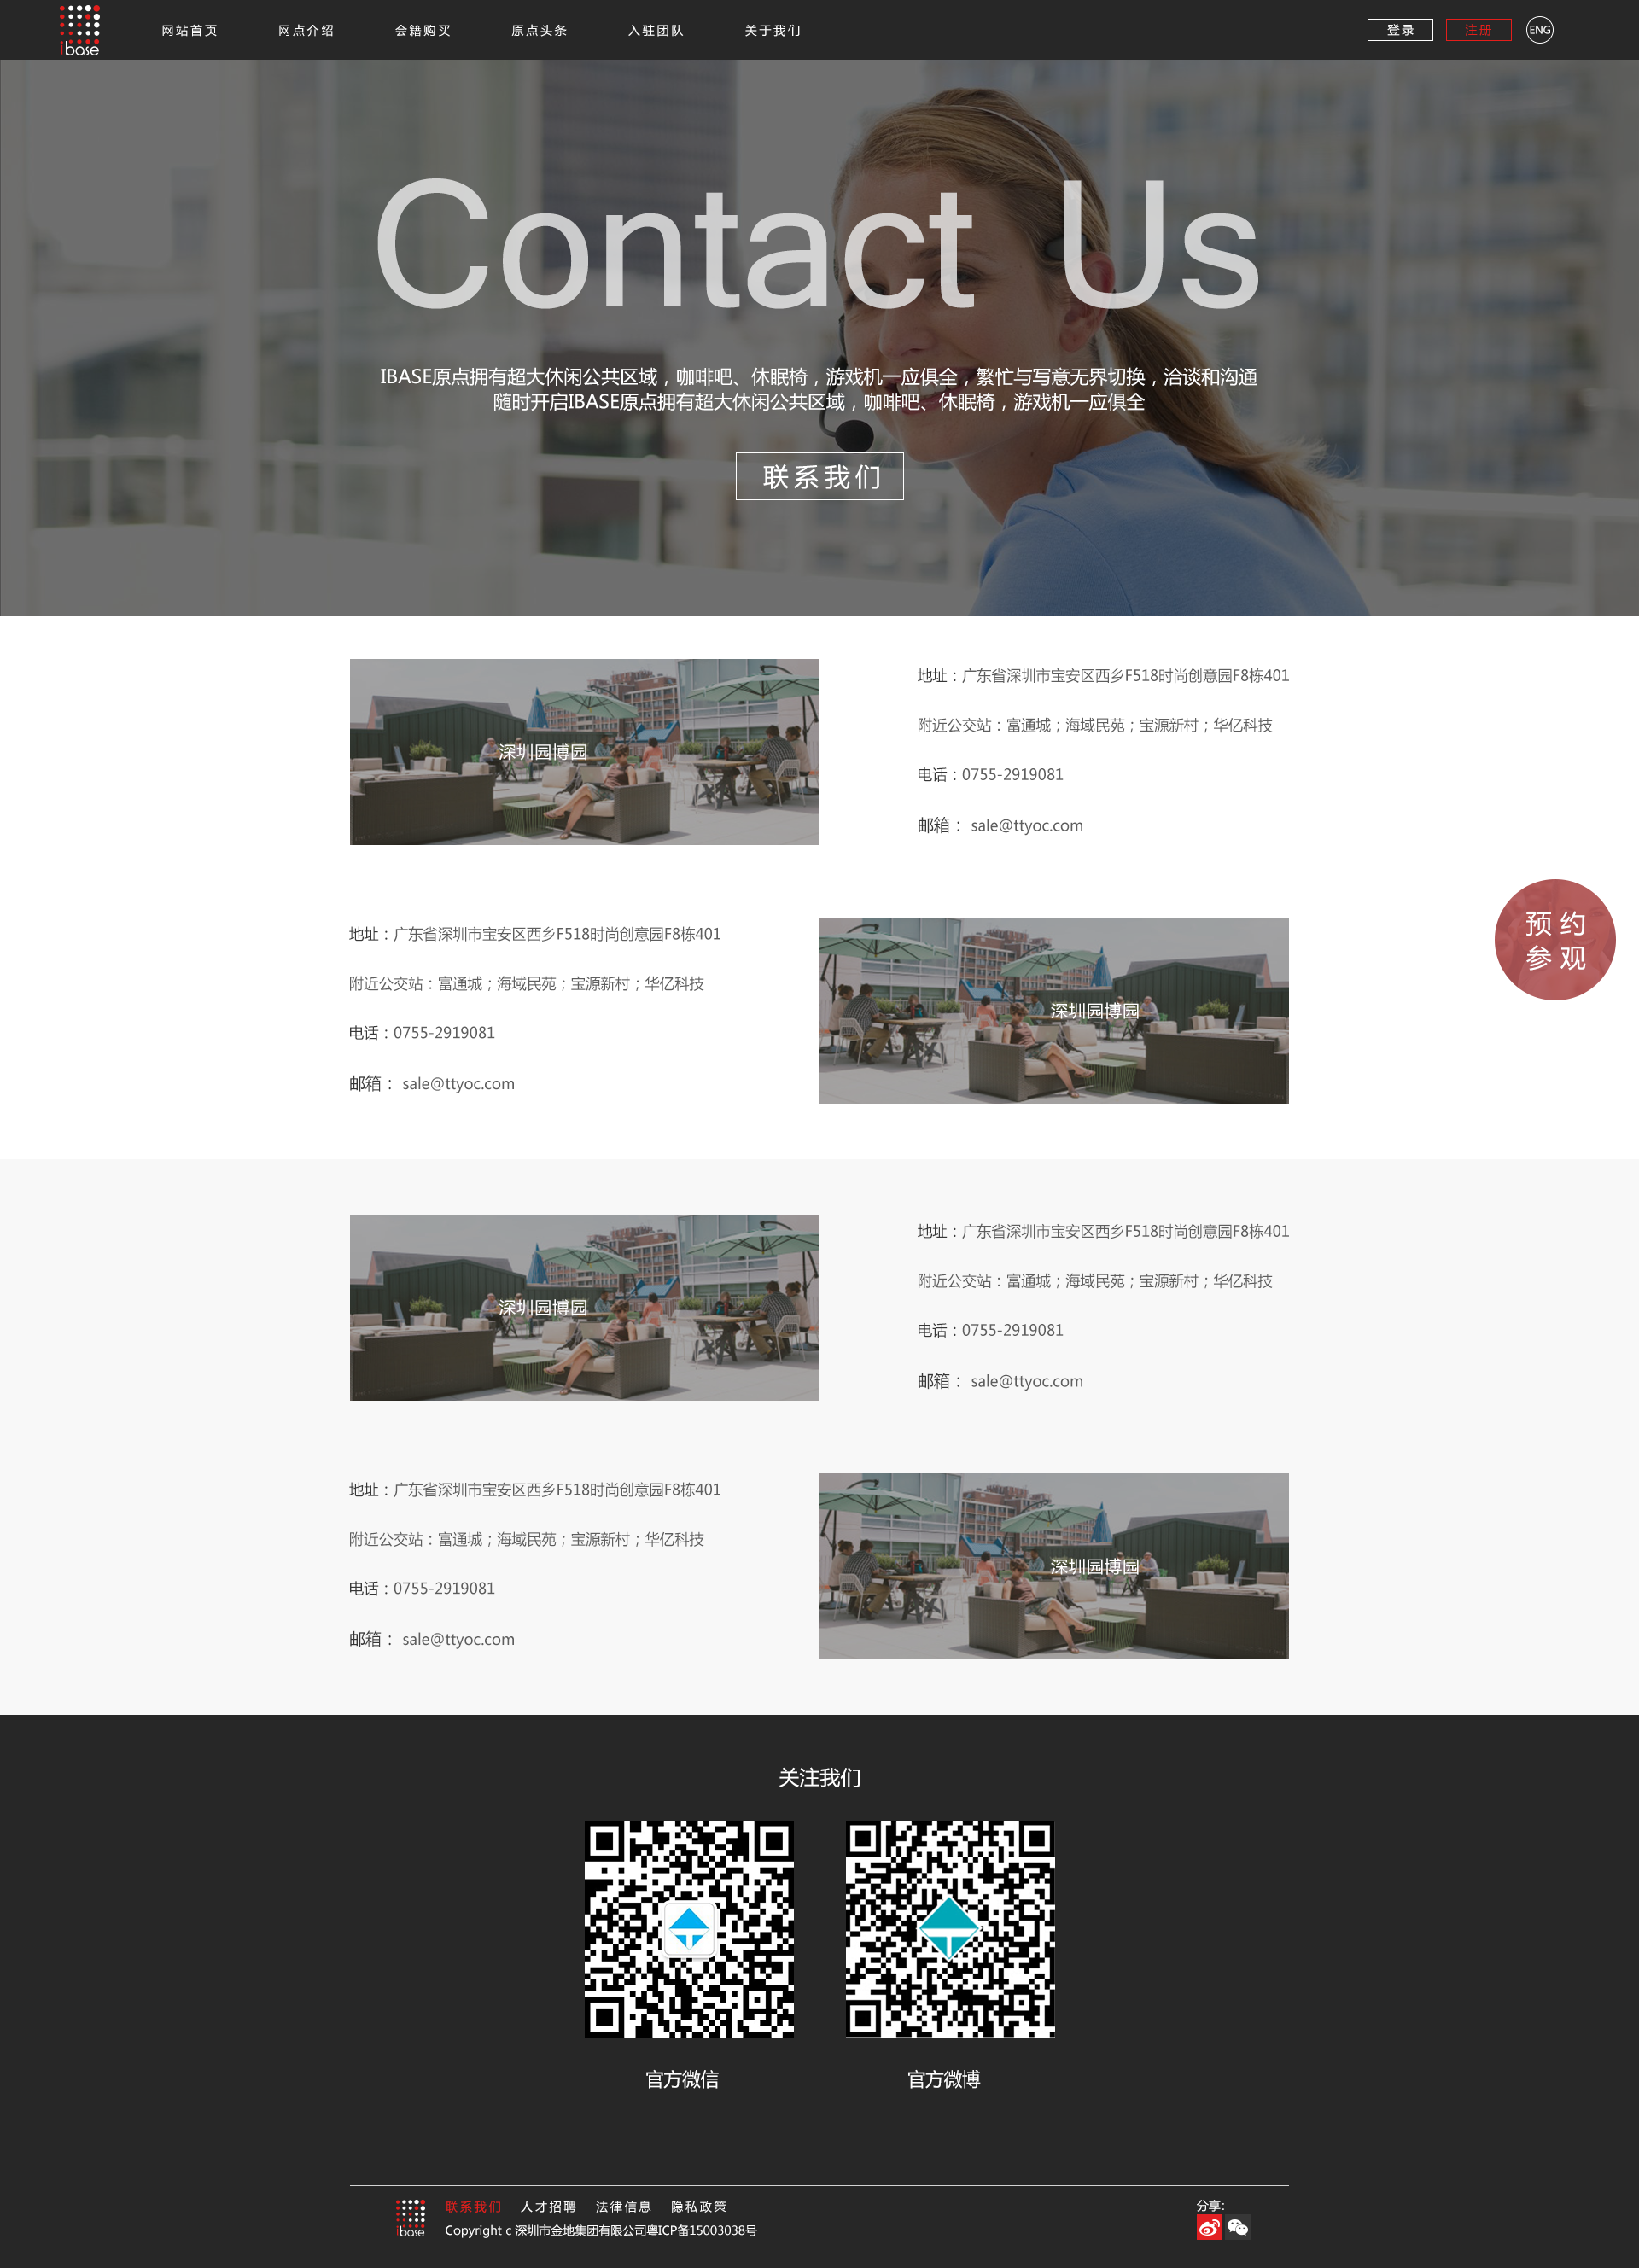 ibase
网站首页
网点介绍
会籍购买
原点头条
入驻团队
关于我们
登录
注册
ENG
Contact Us
IBASE原点拥有超大休闲公共区域，咖啡吧、休眠椅，游戏机一应俱全，繁忙与写意无界切换，洽谈和沟通
随时开启IBASE原点拥有超大休闲公共区域，咖啡吧、休眠椅，游戏机一应俱全
联系我们
深圳园博园
地址：广东省深圳市宝安区西乡F518时尚创意园F8栋401
附近公交站：富通城；海域民苑；宝源新村；华亿科技
电话：0755-2919081
邮箱： sale@ttyoc.com
预约
参观
地址：广东省深圳市宝安区西乡F518时尚创意园F8栋401
附近公交站：富通城；海域民苑；宝源新村；华亿科技
电话：0755-2919081
邮箱： sale@ttyoc.com
深圳园博园
深圳园博园
地址：广东省深圳市宝安区西乡F518时尚创意园F8栋401
附近公交站：富通城；海域民苑；宝源新村；华亿科技
电话：0755-2919081
邮箱： sale@ttyoc.com
地址：广东省深圳市宝安区西乡F518时尚创意园F8栋401
附近公交站：富通城；海域民苑；宝源新村；华亿科技
电话：0755-2919081
邮箱： sale@ttyoc.com
深圳园博园
关注我们
官方微信
官方微博
ibase
联系我们
人才招聘
法律信息
隐私政策
Copyright c 深圳市金地集团有限公司粤ICP备15003038号
分享: